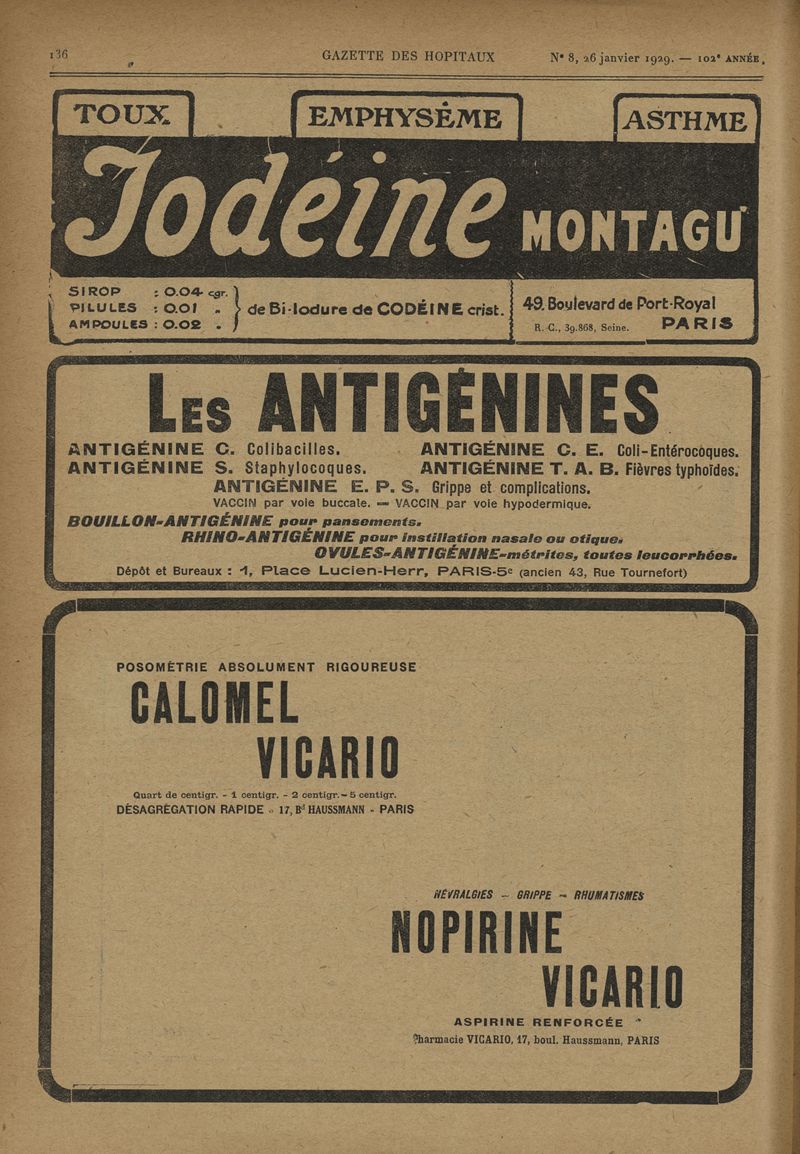 136
GAZETTE DES HOPITAUX
N° 8, 26 janvier 1929. — 102e ANNÉE.
TOUX
EMPHYSÈME
ASTHME
Iodéine MONTAGU
SIROP : 0.04 cgr.
PILULES : 0.01 „
AMPOULES : 0.02 „
de Bi-Iodure de CODÉINE crist.
49, Boulevard de Port-Royal
R.-C., 39.868, Seine. PARIS
LES ANTIGÉNINES
ANTIGÉNINE C. Colibacilles.
ANTIGÉNINE C. E. Coli-Entérocoques.
ANTIGÉNINE S. Staphylocoques.
ANTIGÉNINE T. A. B. Fièvres typhoïdes.
ANTIGÉNINE E. P. S. Grippe et complications.
VACCIN par voie buccale. — VACCIN par voie hypodermique.
BOUILLON-ANTIGÉNINE pour pansements.
RHINO-ANTIGÉNINE pour instillation nasale ou otique.
OVULES-ANTIGÉNINE-métrites, toutes leucorrhées.
Dépôt et Bureaux : 1, Place Lucien-Herr, PARIS-5e (ancien 43, Rue Tournefort)
POSOMÉTRIE ABSOLUMENT RIGOUREUSE
CALOMEL
VICARIO
Quart de centigr. - 1 centigr. - 2 centigr. - 5 centigr.
DÉSAGRÉGATION RAPIDE - 17, Bd HAUSSMANN - PARIS
NÉVRALGIES — GRIPPE — RHUMATISMES
NOPIRINE
VICARIO
ASPIRINE RENFORCÉE
Pharmacie VICARIO, 17, boul. Haussmann, PARIS